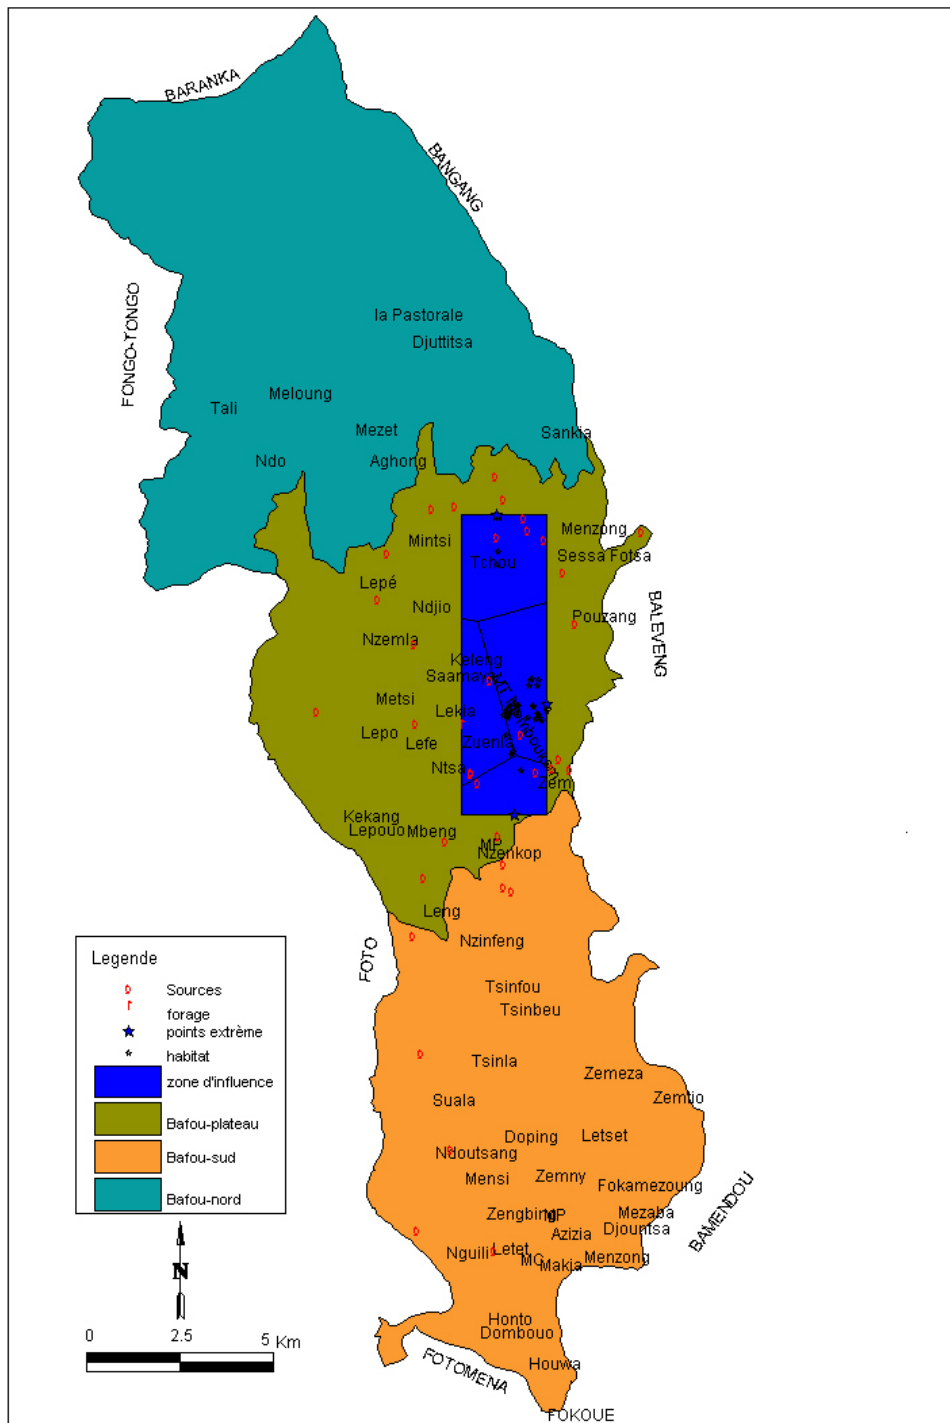 BARANKA
BANGANG
FONGO-TONGO
la Pastorale
Djuttitsa
Meloung
Tali
Mezet
Sankia
Ndo
Aghong
Menzong
Mintsi
Sessa Fotsa
Tchou
Lepé
BALEVENG
Ndjio
Pouzang
Nzemla
Keleng
Saamaya
Metsi
Lekia
Lepo
Lefe
Zuenla
Ntsa
Zem
Kekang
Lepouo
Mbeng
MP
Nzenkop
Leng
FOTO
Nzinfeng
Legende
Sources
forage
points extrème
habitat
zone d'influence
Bafou-plateau
Bafou-sud
Bafou-nord
Tsinfou
Tsinbeu
Tsinla
Zemeza
Zemtio
Suala
Doping
Letset
Ndoutsang
Mensi
Zemny
Fokamezoung
Zengbing
MP
Mezaba
Djountsa
Azizia
BAMENDOU
Nguili
Letet
MC
Makia
Menzong
N
0 2.5 5 Km
Honto
Dombouo
Houwa
FOTOMENA
FOKOUE